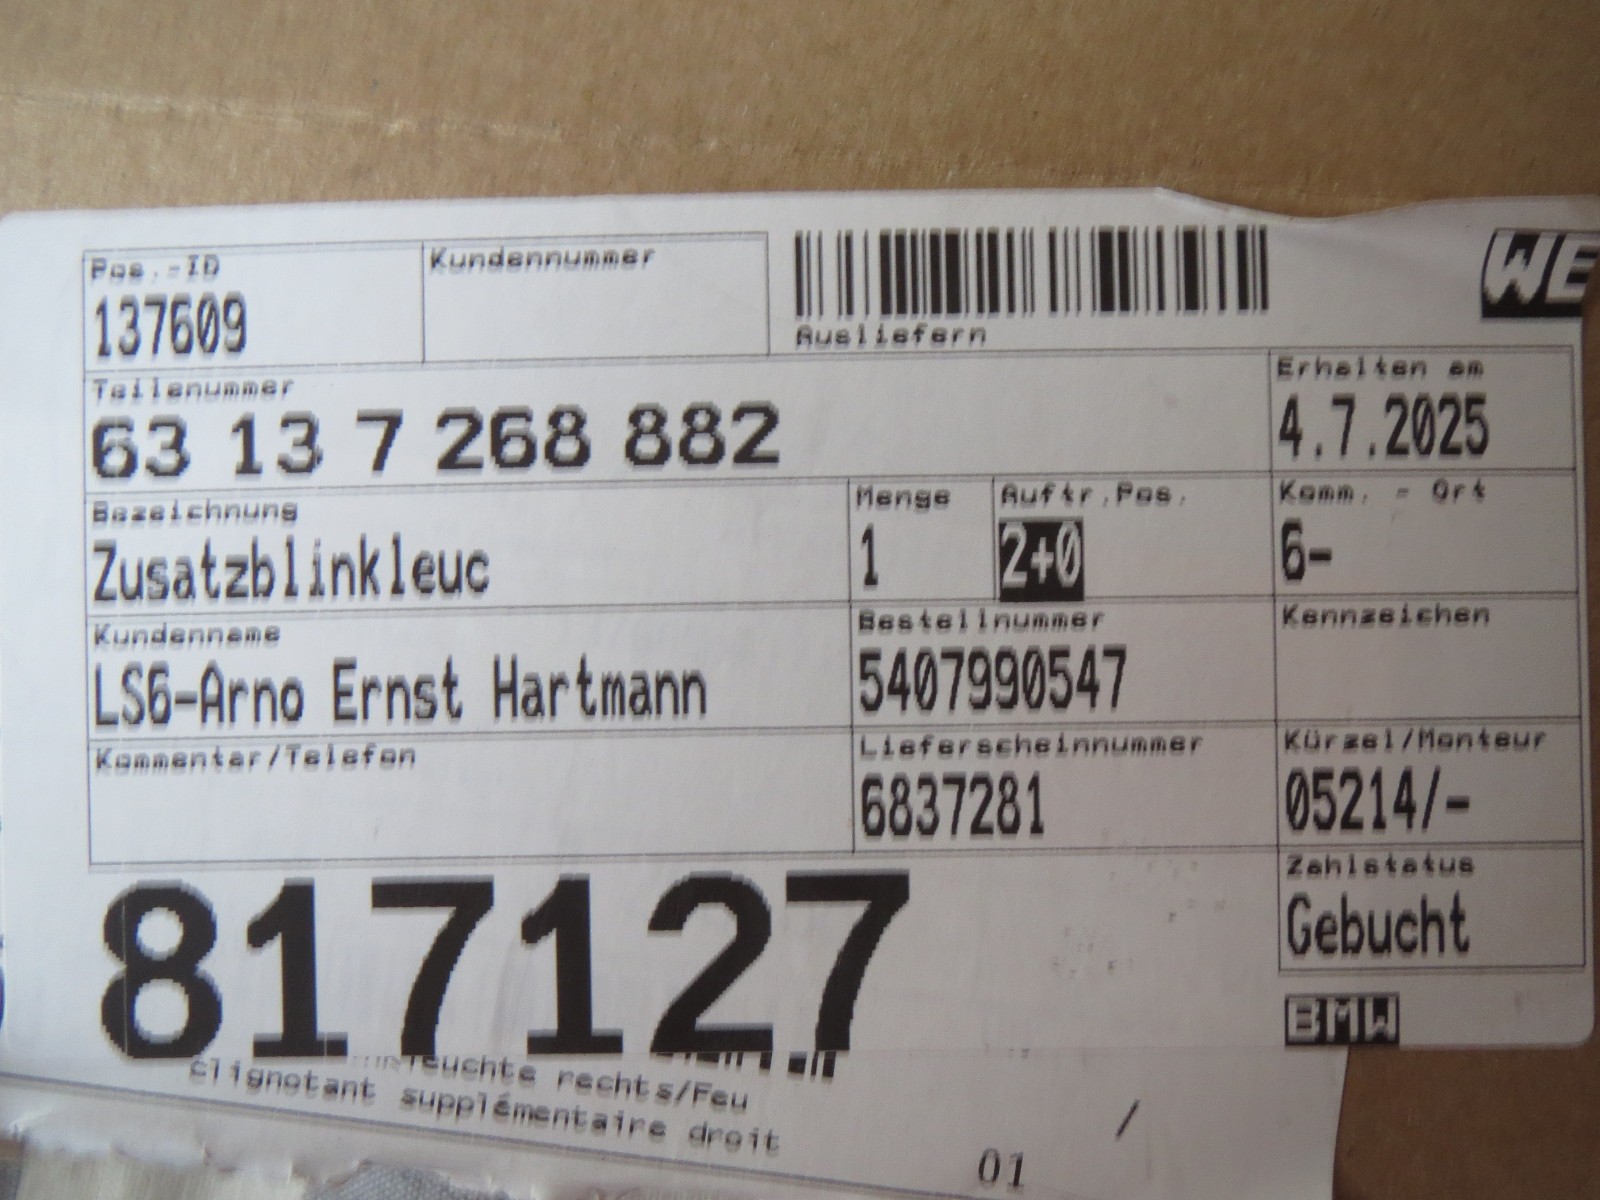 Pos.-ID
137609
Kundennummer
Ausliefern
WE
Teilenummer
63 13 7 268 882
Erhalten am
4.7.2025
Bezeichnung
Zusatzblinkleuc
Menge
1
Auftr.Pos.
2+0
Komm. - Ort
6-
Kundenname
LS6-Arno Ernst Hartmann
Bestellnummer
5407990547
Kennzeichen
Kommentar/Telefon
Lieferscheinnummer
6837281
Kürzel/Monteur
05214/-
Zahlstatus
Gebucht
817127
BMW
rechts/Feu
clignotant supplémentaire droit
/
01